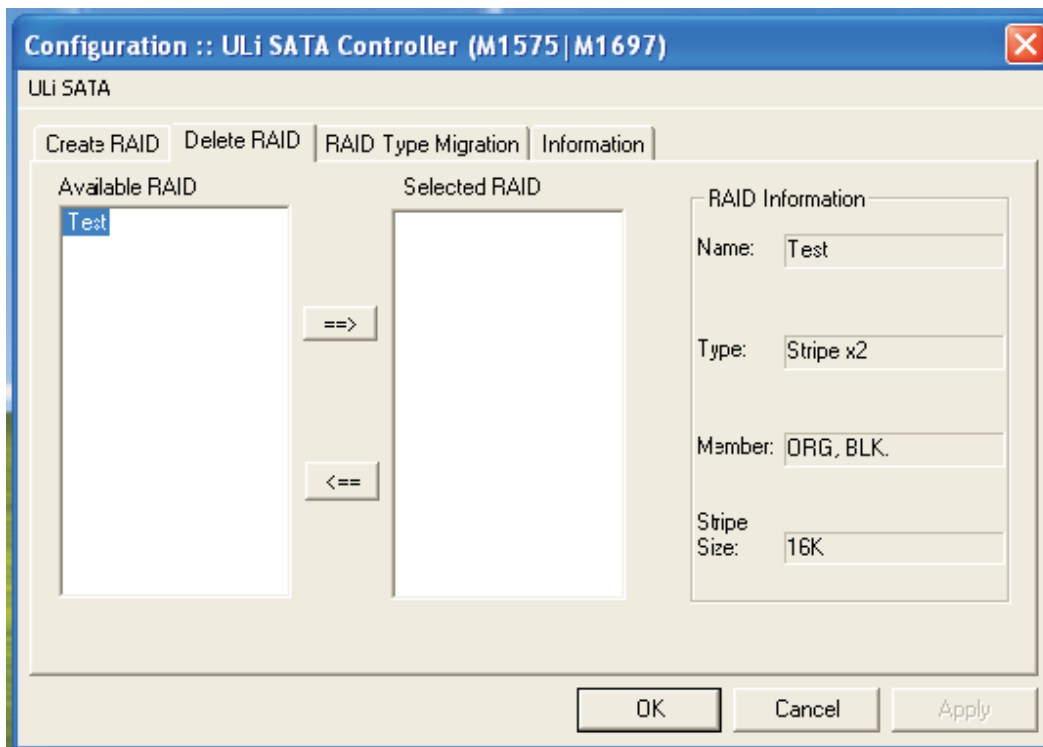 Configuration :: ULi SATA Controller (M1575|M1697)
ULi SATA
Create RAID Delete RAID RAID Type Migration Information
Available RAID Selected RAID
RAID Information
Test
Name: Test
==>
Type: Stripe x2
Member: ORG, BLK.
<==
Stripe
Size: 16K
OK Cancel Apply